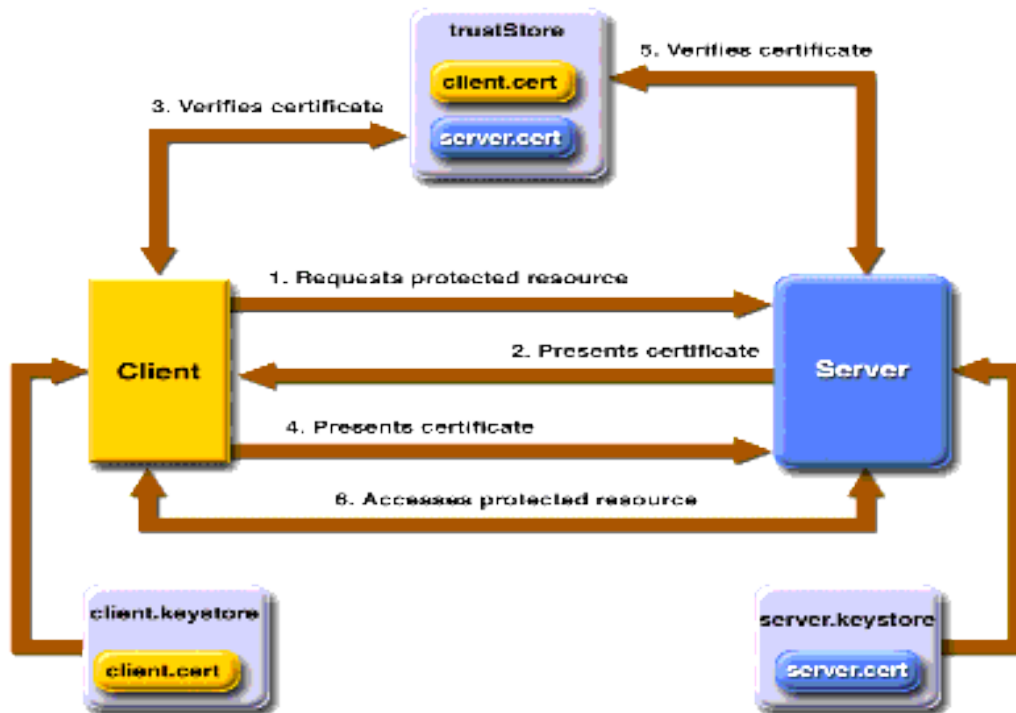 trustStore
5. Verifies certificate
client.cert
3. Verifies certificate
server.cert
1. Requests protected resource
2. Presents certificate
Client
Server
4. Presents certificate
6. Accesses protected resource
client.keystore
client.cert
server.keystore
server.cert